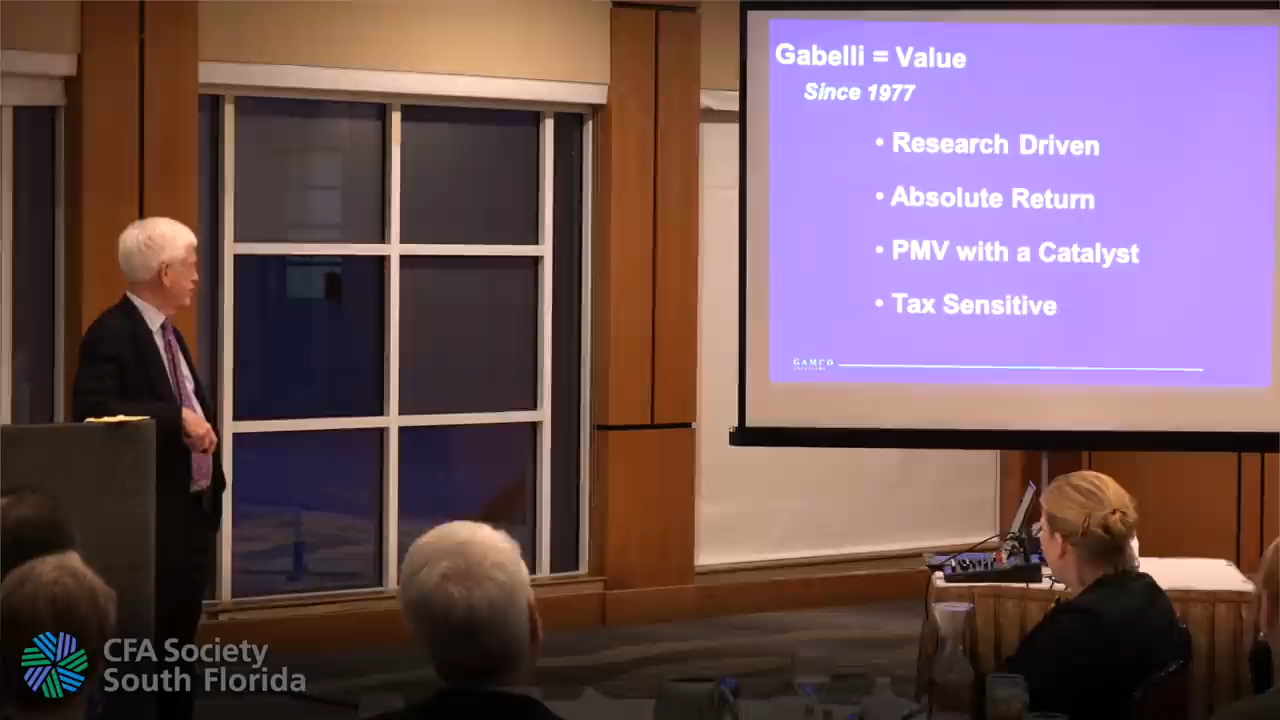 Gabelli = Value
Since 1977
• Research Driven
• Absolute Return
• PMV with a Catalyst
• Tax Sensitive
GAMCO
CFA Society
South Florida